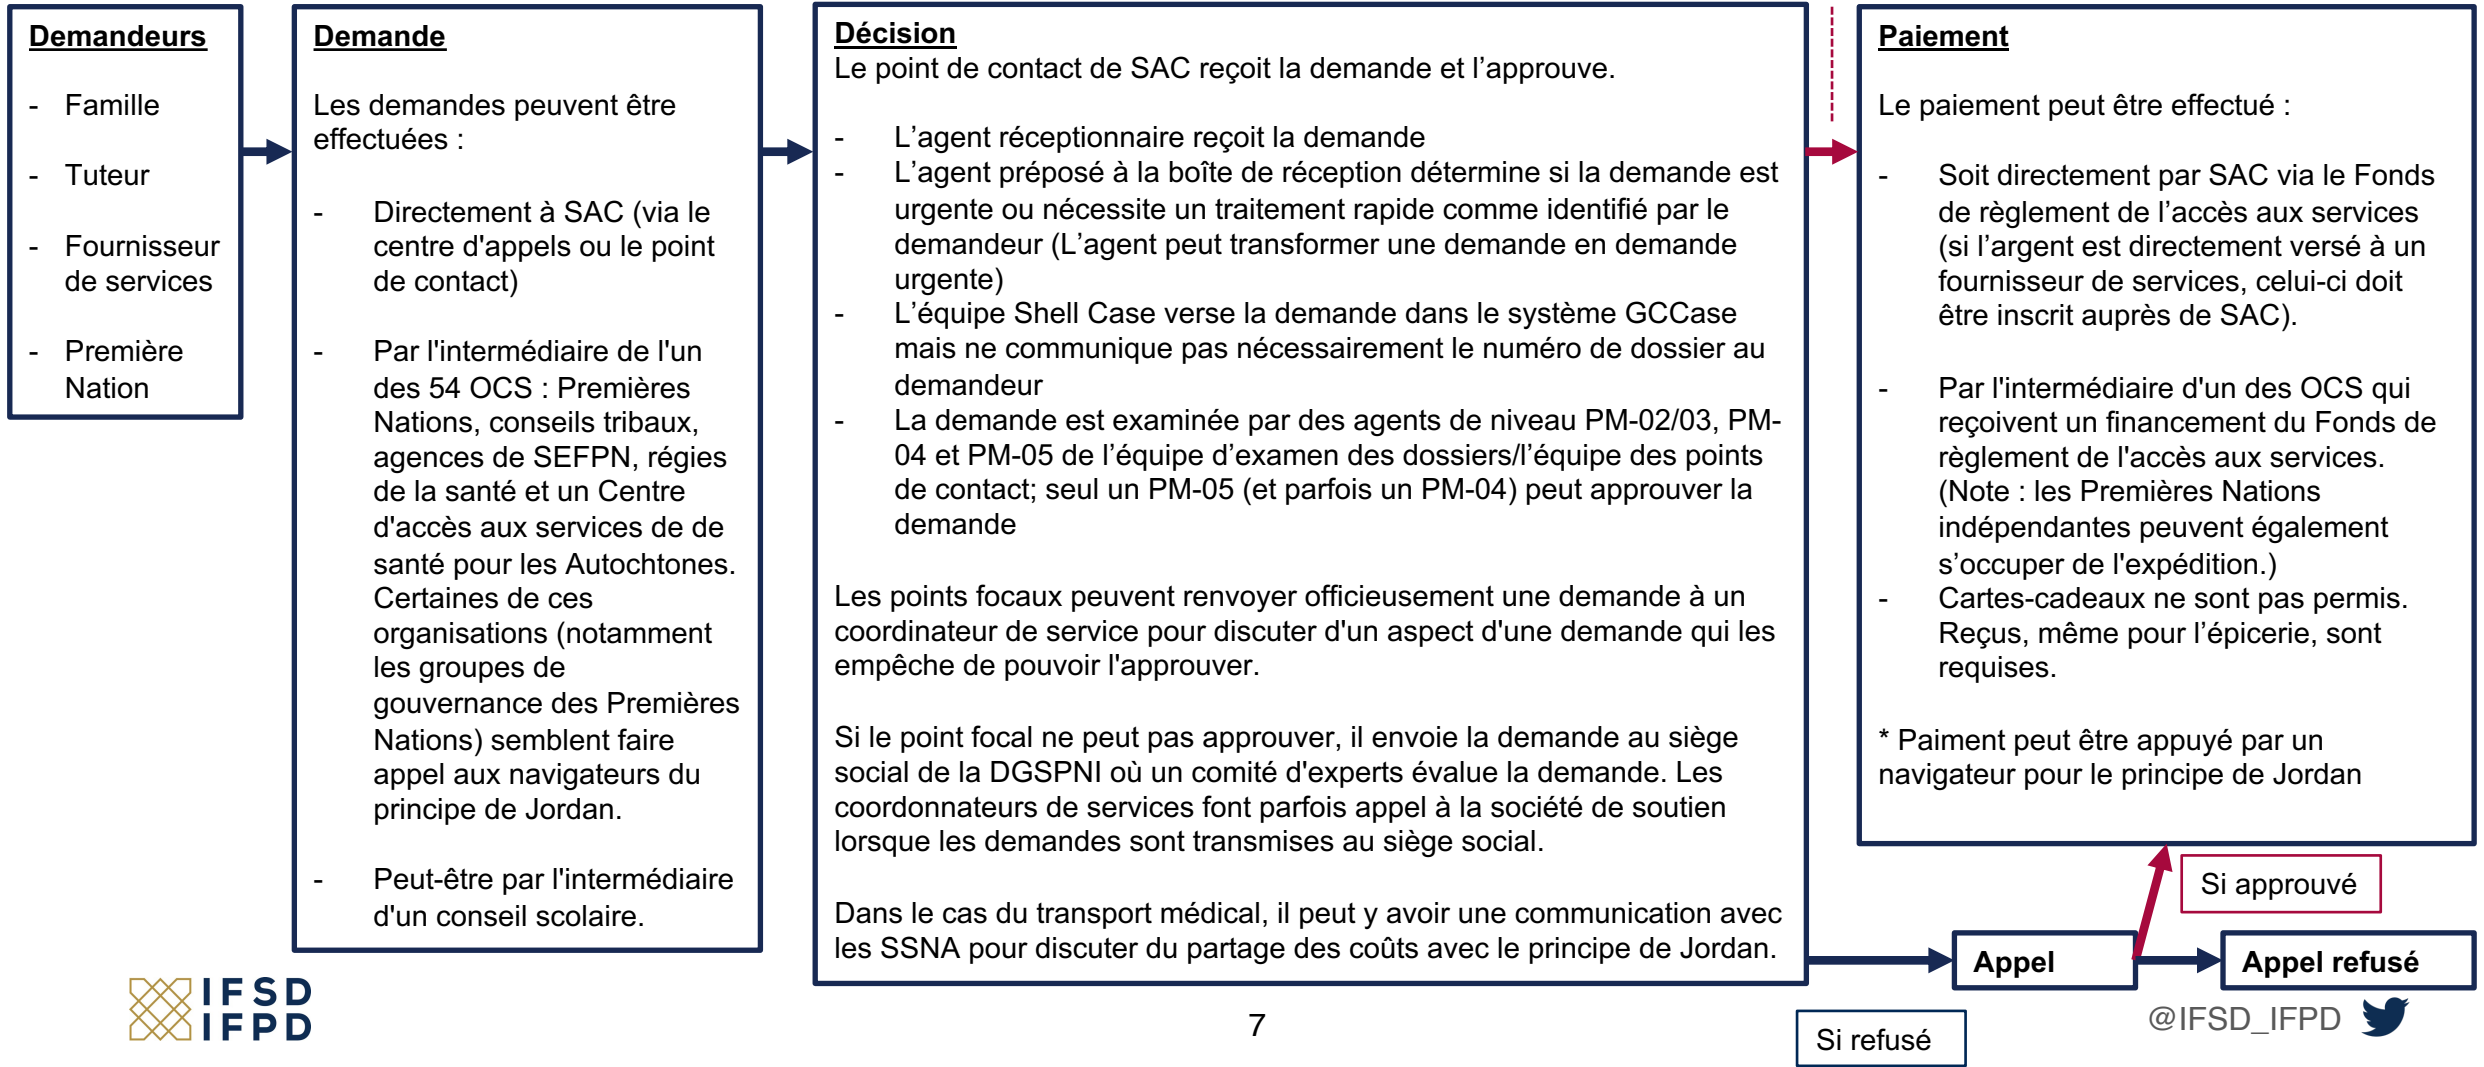 Demandeurs
- Famille
- Tuteur
- Fournisseur
de services
- Première
Nation
Demande
Les demandes peuvent être
effectuées :
- Directement à SAC (via le
centre d'appels ou le point
de contact)
- Par l'intermédiaire de l'un
des 54 OCS : Premières
Nations, conseils tribaux,
agences de SEFPN, régies
de la santé et un Centre
d'accès aux services de de
santé pour les Autochtones.
Certaines de ces
organisations (notamment
les groupes de
gouvernance des Premières
Nations) semblent faire
appel aux navigateurs du
principe de Jordan.
- Peut-être par l'intermédiaire
d'un conseil scolaire.
Décision
Le point de contact de SAC reçoit la demande et l’approuve.
- L’agent réceptionnaire reçoit la demande
- L’agent préposé à la boîte de réception détermine si la demande est
urgente ou nécessite un traitement rapide comme identifié par le
demandeur (L’agent peut transformer une demande en demande
urgente)
- L’équipe Shell Case verse la demande dans le système GCCase
mais ne communique pas nécessairement le numéro de dossier au
demandeur
- La demande est examinée par des agents de niveau PM-02/03, PM-
04 et PM-05 de l’équipe d’examen des dossiers/l’équipe des points
de contact; seul un PM-05 (et parfois un PM-04) peut approuver la
demande
Les points focaux peuvent renvoyer officieusement une demande à un
coordinateur de service pour discuter d'un aspect d'une demande qui les
empêche de pouvoir l'approuver.
Si le point focal ne peut pas approuver, il envoie la demande au siège
social de la DGSPNI où un comité d'experts évalue la demande. Les
coordonnateurs de services font parfois appel à la société de soutien
lorsque les demandes sont transmises au siège social.
Dans le cas du transport médical, il peut y avoir une communication avec
les SSNA pour discuter du partage des coûts avec le principe de Jordan.
Paiement
Le paiement peut être effectué :
- Soit directement par SAC via le Fonds
de règlement de l’accès aux services
(si l’argent est directement versé à un
fournisseur de services, celui-ci doit
être inscrit auprès de SAC).
- Par l'intermédiaire d'un des OCS qui
reçoivent un financement du Fonds de
règlement de l'accès aux services.
(Note : les Premières Nations
indépendantes peuvent également
s’occuper de l'expédition.)
- Cartes-cadeaux ne sont pas permis.
Reçus, même pour l’épicerie, sont
requises.
* Paiment peut être appuyé par un
navigateur pour le principe de Jordan
Si approuvé
Appel
Appel refusé
Si refusé
IFSD
IFPD
7
@IFSD_IFPD